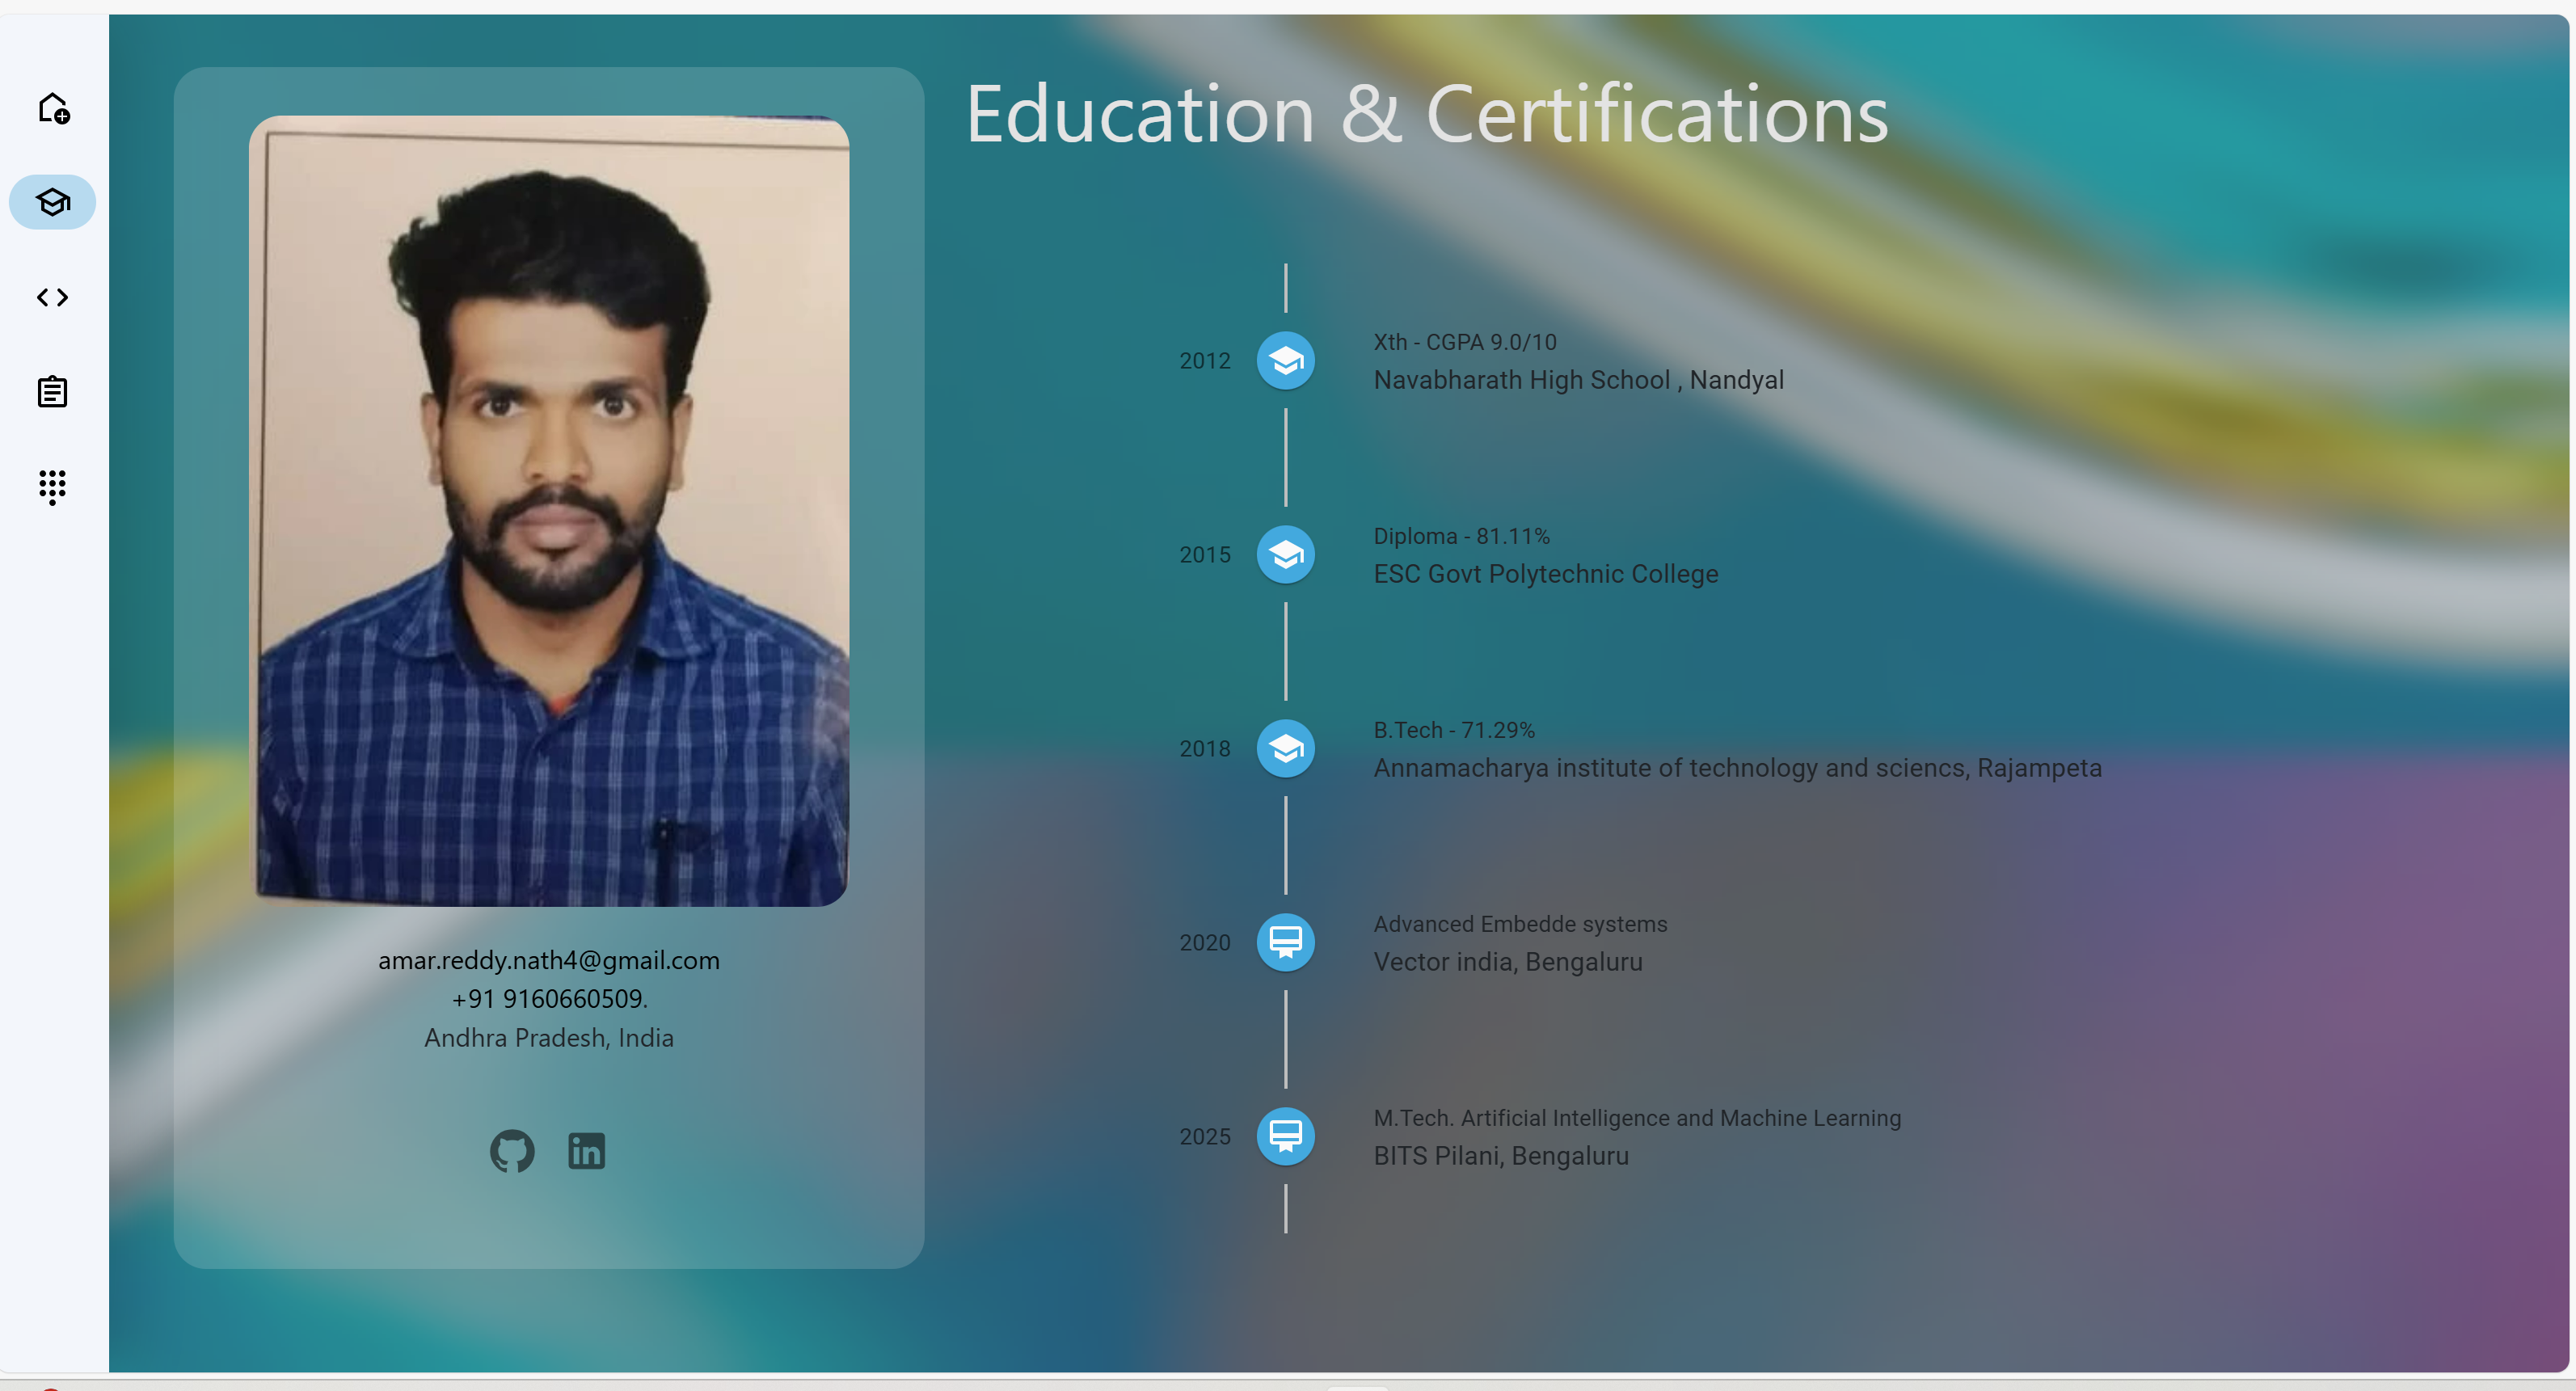 Education & Certifications
amar.reddy.nath4@gmail.com
+91 9160660509.
Andhra Pradesh, India
2012
Xth - CGPA 9.0/10
Navabharath High School , Nandyal
2015
Diploma - 81.11%
ESC Govt Polytechnic College
2018
B.Tech - 71.29%
Annamacharya institute of technology and sciencs, Rajampeta
2020
Advanced Embedde systems
Vector india, Bengaluru
2025
M.Tech. Artificial Intelligence and Machine Learning
BITS Pilani, Bengaluru